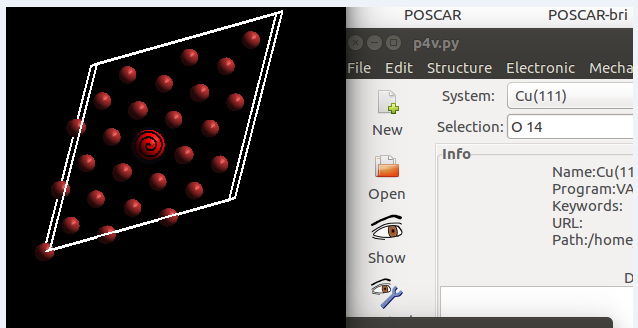 POSCAR POSCAR-bri
p4v.py
File Edit Structure Electronic Mecha
System: Cu(111)
New
Selection: O 14
Info
Name:Cu(11
Program:VA
Open
Keywords:
URL:
Path:/home
Show
D